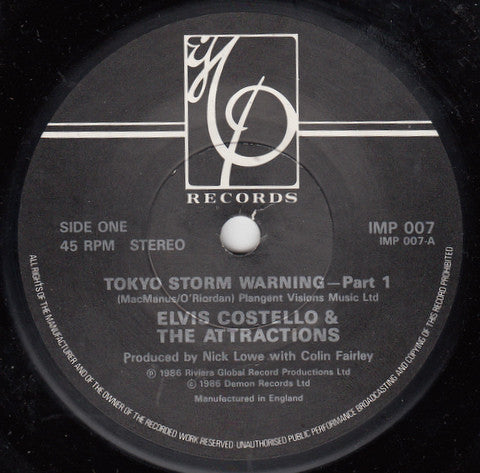 IMP
RECORDS
SIDE ONE
45 RPM STEREO
IMP 007
IMP 007-A
TOKYO STORM WARNING—Part 1
(MacManus/O'Riordan) Plangent Visions Music Ltd
ELVIS COSTELLO &
THE ATTRACTIONS
Produced by Nick Lowe with Colin Fairley
℗ 1986 Riviera Global Record Productions Ltd
© 1986 Demon Records Ltd
Manufactured in England
ALL RIGHTS OF THE MANUFACTURER AND OF THE OWNER OF THE RECORDED WORK RESERVED·UNAUTHORISED PUBLIC PERFORMANCE BROADCASTING AND COPYING OF THIS RECORD PROHIBITED